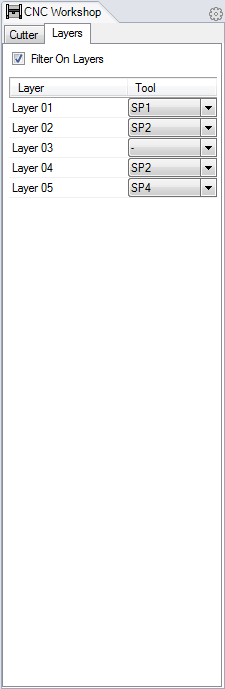 CNC Workshop
Cutter Layers
Filter On Layers
Layer Tool
Layer 01 SP1
Layer 02 SP2
Layer 03 -
Layer 04 SP2
Layer 05 SP4